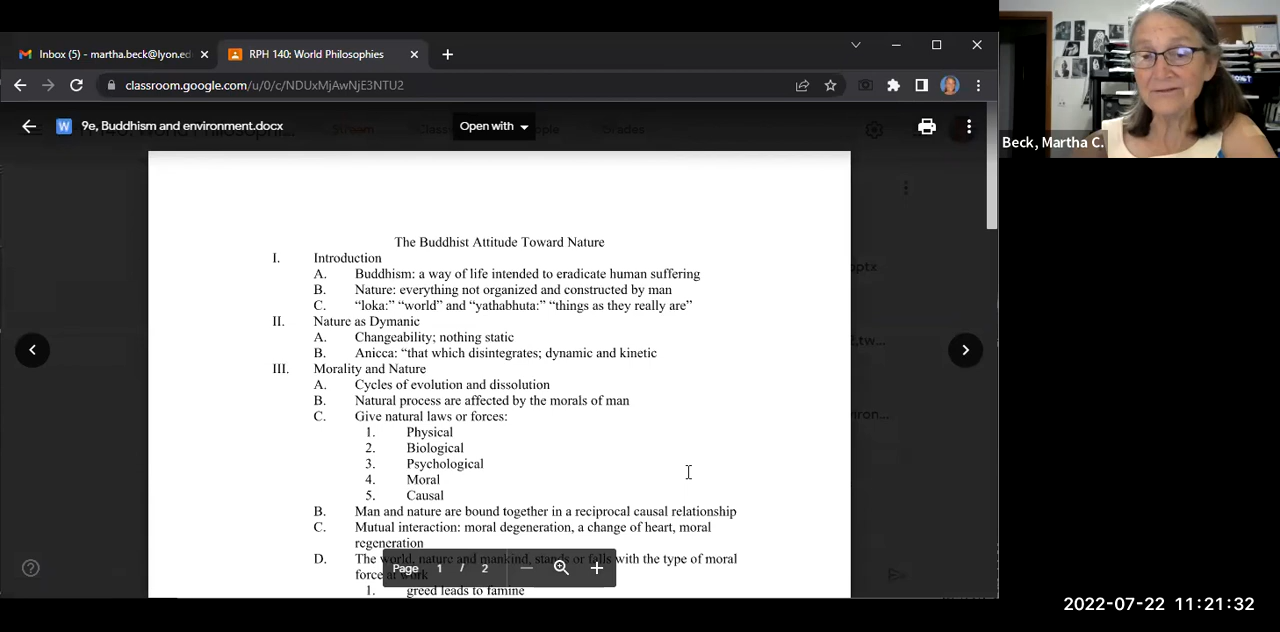 Inbox (5) - martha.beck@lyon.ed
RPH 140: World Philosophies
classroom.google.com/u/0/c/NDUxMjAwNjE3NTU2
9e, Buddhism and environment.docx
Open with
Beck, Martha C.
The Buddhist Attitude Toward Nature
I. Introduction
A. Buddhism: a way of life intended to eradicate human suffering
B. Nature: everything not organized and constructed by man
C. “loka:” “world” and “yathabhuta:” “things as they really are”
II. Nature as Dymanic
A. Changeability; nothing static
B. Anicca: “that which disintegrates; dynamic and kinetic
III. Morality and Nature
A. Cycles of evolution and dissolution
B. Natural process are affected by the morals of man
C. Give natural laws or forces:
1. Physical
2. Biological
3. Psychological
4. Moral
5. Causal
B. Man and nature are bound together in a reciprocal causal relationship
C. Mutual interaction: moral degeneration, a change of heart, moral
regeneration
D. The world, nature and mankind, stands or falls with the type of moral
force at work
1. greed leads to famine
Page 1 / 2
2022-07-22 11:21:32